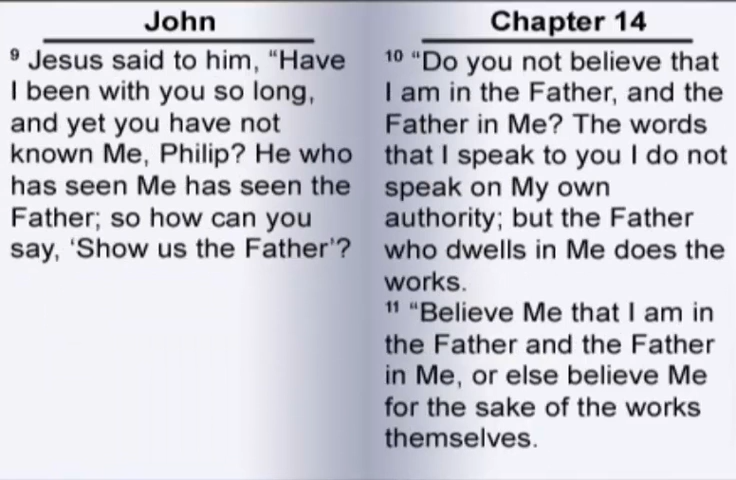 John
⁹ Jesus said to him, “Have
I been with you so long,
and yet you have not
known Me, Philip? He who
has seen Me has seen the
Father; so how can you
say, ‘Show us the Father’?
Chapter 14
¹⁰ “Do you not believe that
I am in the Father, and the
Father in Me? The words
that I speak to you I do not
speak on My own
authority; but the Father
who dwells in Me does the
works.
¹¹ “Believe Me that I am in
the Father and the Father
in Me, or else believe Me
for the sake of the works
themselves.